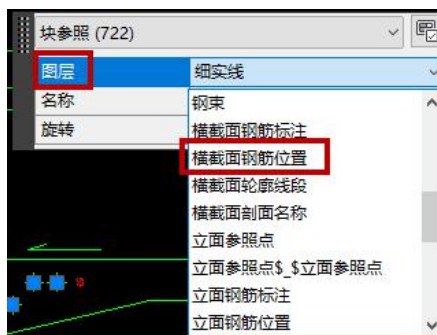 块参照 (722)
图层 细实线
名称
旋转
钢束
横截面钢筋标注
横截面钢筋位置
横截面轮廓线段
横截面剖面名称
立面参照点
立面参照点$_$立面参照点
立面钢筋标注
立面钢筋位置